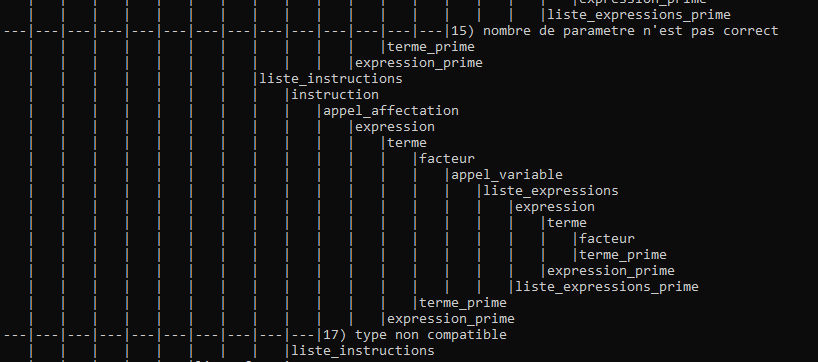 |   |   |   |   |   |   |   |   |   |   |   |   |   |   |   |   |   |expression_prime
|   |   |   |   |   |   |   |   |   |   |   |   |   |   |   |   |liste_expressions_prime
---|---|---|---|---|---|---|---|---|---|---|---|---|---|15) nombre de parametre n'est pas correct
|   |   |   |   |   |   |   |   |   |   |   |terme_prime
|   |   |   |   |   |   |   |   |   |   |expression_prime
|   |   |   |   |   |   |   |liste_instructions
|   |   |   |   |   |   |   |   |instruction
|   |   |   |   |   |   |   |   |   |appel_affectation
|   |   |   |   |   |   |   |   |   |   |expression
|   |   |   |   |   |   |   |   |   |   |   |terme
|   |   |   |   |   |   |   |   |   |   |   |   |facteur
|   |   |   |   |   |   |   |   |   |   |   |   |   |appel_variable
|   |   |   |   |   |   |   |   |   |   |   |   |   |   |liste_expressions
|   |   |   |   |   |   |   |   |   |   |   |   |   |   |   |expression
|   |   |   |   |   |   |   |   |   |   |   |   |   |   |   |   |terme
|   |   |   |   |   |   |   |   |   |   |   |   |   |   |   |   |   |facteur
|   |   |   |   |   |   |   |   |   |   |   |   |   |   |   |   |   |terme_prime
|   |   |   |   |   |   |   |   |   |   |   |   |   |   |   |   |expression_prime
|   |   |   |   |   |   |   |   |   |   |   |   |   |   |   |liste_expressions_prime
|   |   |   |   |   |   |   |   |   |   |   |   |terme_prime
|   |   |   |   |   |   |   |   |   |   |   |expression_prime
---|---|---|---|---|---|---|---|---|---|17) type non compatible
|   |   |   |   |   |   |   |   |liste_instructions